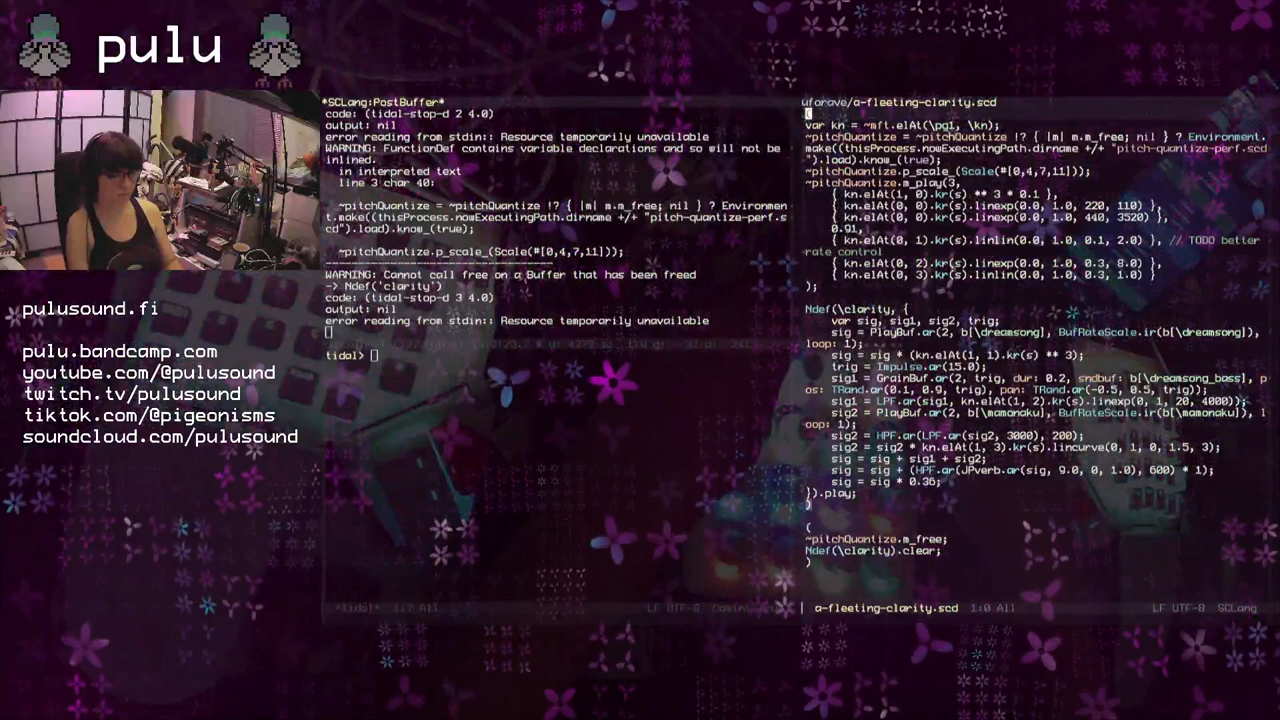 pulu
pulusound.fi
pulu.bandcamp.com
youtube.com/@pulusound
twitch.tv/pulusound
tiktok.com/@pigeonisms
soundcloud.com/pulusound
*SCLang:PostBuffer*
code: (tidal-stop-d 2 4.0)
output: nil
error reading from stdin:: Resource temporarily unavailable
WARNING: FunctionDef contains variable declarations and so will not be
inlined.
in interpreted text
line 3 char 40:
~pitchQuantize = ~pitchQuantize !? { |m| m.m_free; nil } ? Environmen
t.make((thisProcess.nowExecutingPath.dirname +/+ "pitch-quantize-perf.s
cd").load).know_(true);
~pitchQuantize.p_scale_(Scale(#[0,4,7,11]));
-----------------------------------
WARNING: Cannot call free on a Buffer that has been freed
-> Ndef('clarity')
code: (tidal-stop-d 3 4.0)
output: nil
error reading from stdin:: Resource temporarily unavailable
tidal>
*tidal* 1:7 All LF UTF-8
uforave/a-fleeting-clarity.scd
(
var kn = ~mft.elAt(\pg1, \kn);
~pitchQuantize = ~pitchQuantize !? { |m| m.m_free; nil } ? Environment.
make((thisProcess.nowExecutingPath.dirname +/+ "pitch-quantize-perf.scd
").load).know_(true);
~pitchQuantize.p_scale_(Scale(#[0,4,7,11]));
~pitchQuantize.m_play(3,
{ kn.elAt(1, 0).kr(s) ** 3 * 0.1 },
{ kn.elAt(0, 0).kr(s).linexp(0, 1.0, 220, 110) },
{ kn.elAt(0, 0).kr(s).linexp(0, 1.0, 440, 3520) },
0.91,
{ kn.elAt(0, 1).kr(s).linlin(0.0, 1.0, 0.1, 2.0) }, // TODO better
rate control
{ kn.elAt(0, 2).kr(s).linexp(0.0, 1.0, 0.3, 8.0) },
{ kn.elAt(0, 3).kr(s).linlin(0.0, 1.0, 0.3, 1.0) }
);
Ndef(\clarity, {
var sig, sig1, sig2, trig;
sig = PlayBuf.ar(2, b[\dreamsong], BufRateScale.ir(b[\dreamsong]),
loop: 1);
sig = sig * (kn.elAt(1, 1).kr(s) ** 3);
trig = Impulse.ar(15.0);
sig1 = GrainBuf.ar(2, trig, dur: 0.2, sndbuf: b[\dreamsong_bass], p
os: TRand.ar(0.1, 0.9, trig), pan: TRand.ar(-0.5, 0.5, trig));
sig1 = LPF.ar(sig1, kn.elAt(1, 2).kr(s).linexp(0, 1, 20, 4000));
sig2 = PlayBuf.ar(2, b[\mamonaku], BufRateScale.ir(b[\mamonaku]), l
oop: 1);
sig2 = HPF.ar(LPF.ar(sig2, 3000), 200);
sig2 = sig2 * kn.elAt(1, 3).kr(s).lincurve(0, 1, 0, 1.5, 3);
sig = sig + sig1 + sig2;
sig = sig + (HPF.ar(JPverb.ar(sig, 9.0, 0, 1.0), 600) * 1);
sig = sig * 0.36;
}).play;
)
(
~pitchQuantize.m_free;
Ndef(\clarity).clear;
)
a-fleeting-clarity.scd 1:0 All LF UTF-8 SCLang